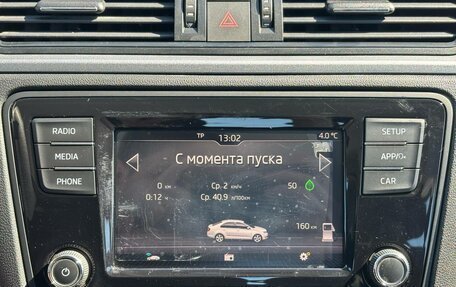 TP 13:02 4.0 °C
RADIO
SETUP
С момента пуска
MEDIA
APP/
0 км Ср. 2 км/ч 50
PHONE
CAR
0:12 ч Ср. 40.9 л/100км
160 км